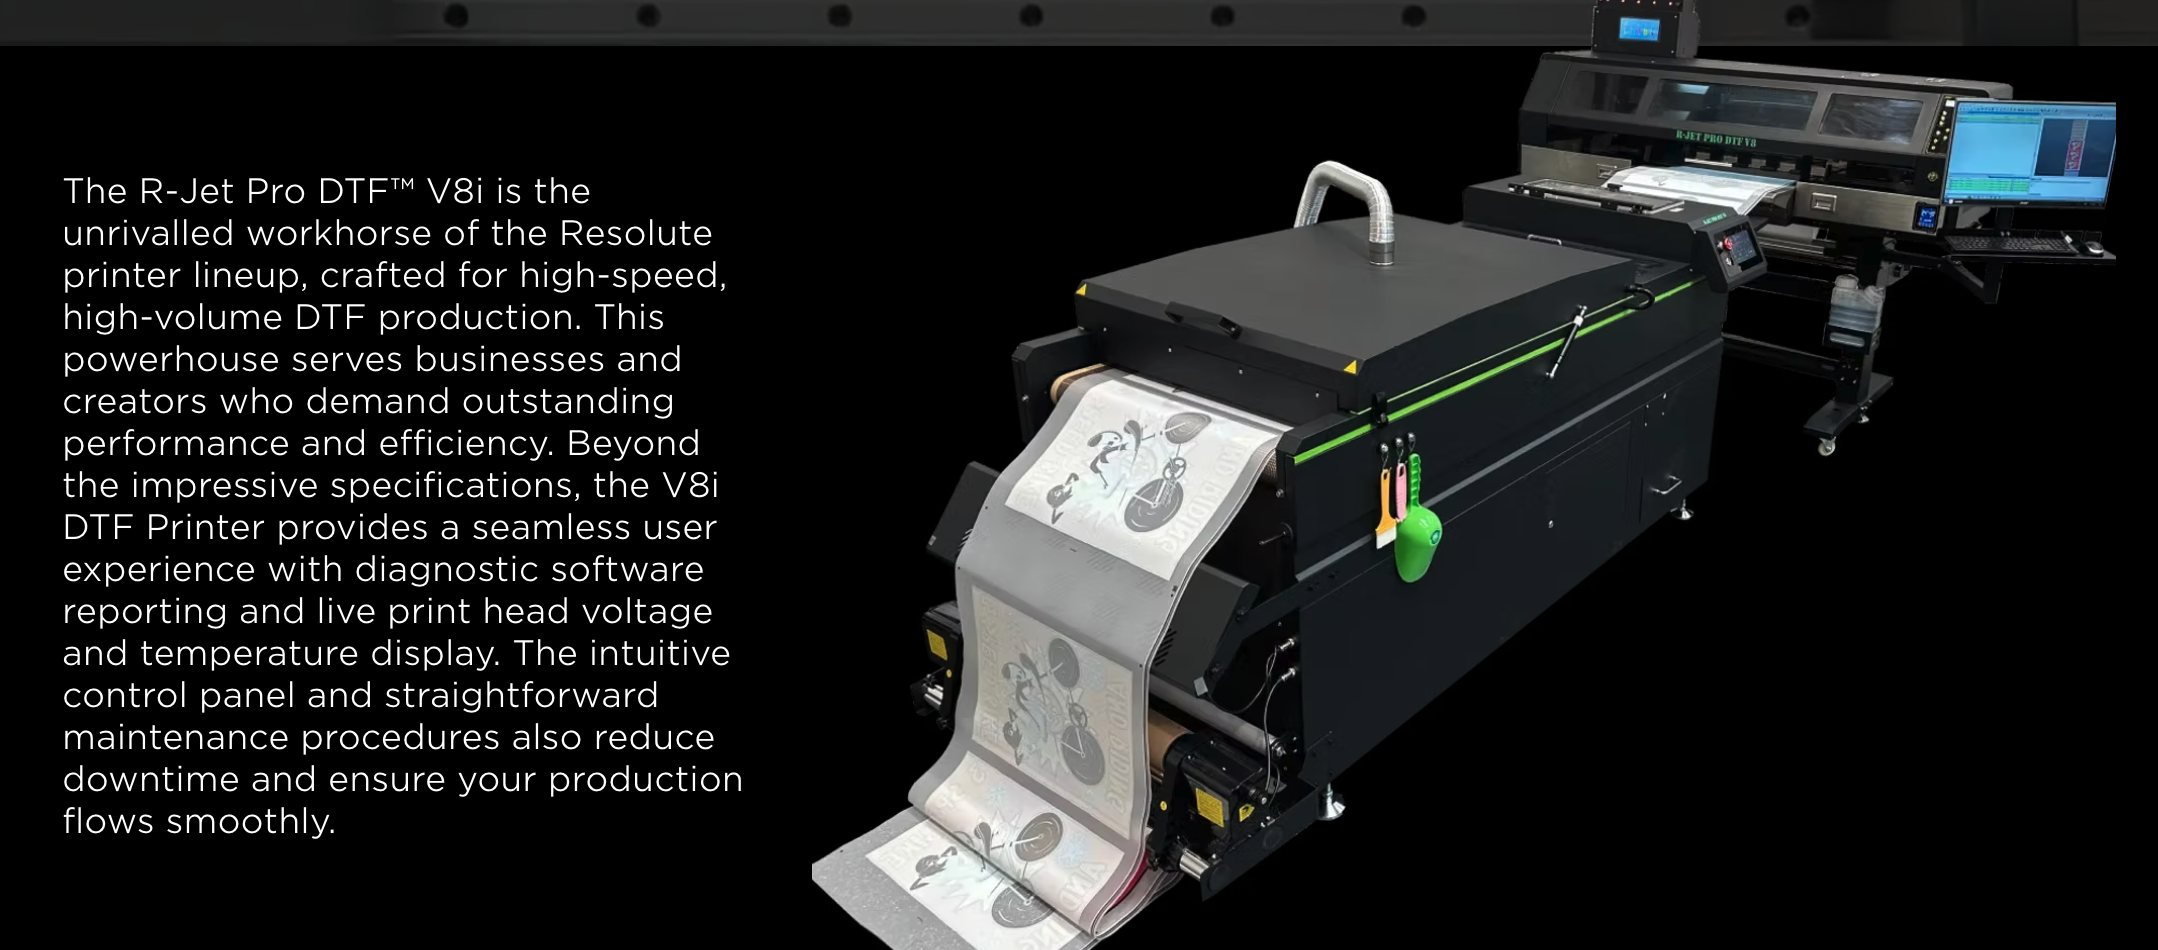 The R-Jet Pro DTF™ V8i is the
unrivalled workhorse of the Resolute
printer lineup, crafted for high-speed,
high-volume DTF production. This
powerhouse serves businesses and
creators who demand outstanding
performance and efficiency. Beyond
the impressive specifications, the V8i
DTF Printer provides a seamless user
experience with diagnostic software
reporting and live print head voltage
and temperature display. The intuitive
control panel and straightforward
maintenance procedures also reduce
downtime and ensure your production
flows smoothly.
R-JET PRO DTF V8